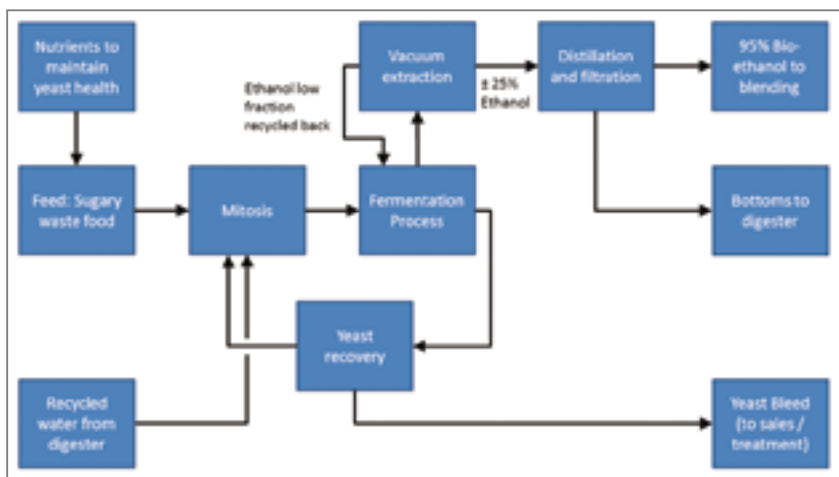 Nutrients to
maintain
yeast health
Vacuum
extraction
Distillation
and filtration
95% Bio-
ethanol to
blending
Ethanol low
fraction
recycled back
± 25%
Ethanol
Feed: Sugary
waste food
Mitosis
Fermentation
Process
Bottoms to
digester
Yeast
recovery
Recycled
water from
digester
Yeast Bleed
(to sales /
treatment)